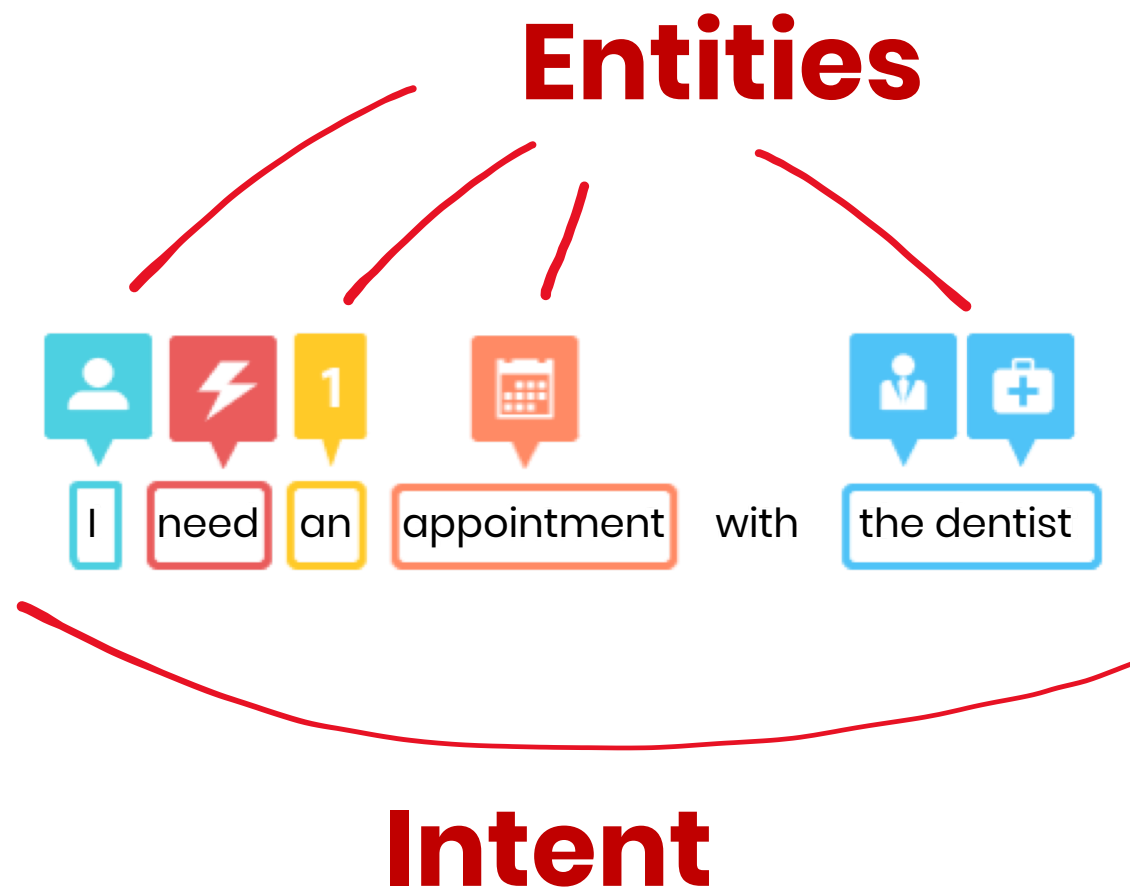 Entities
1
I need an appointment with the dentist
Intent